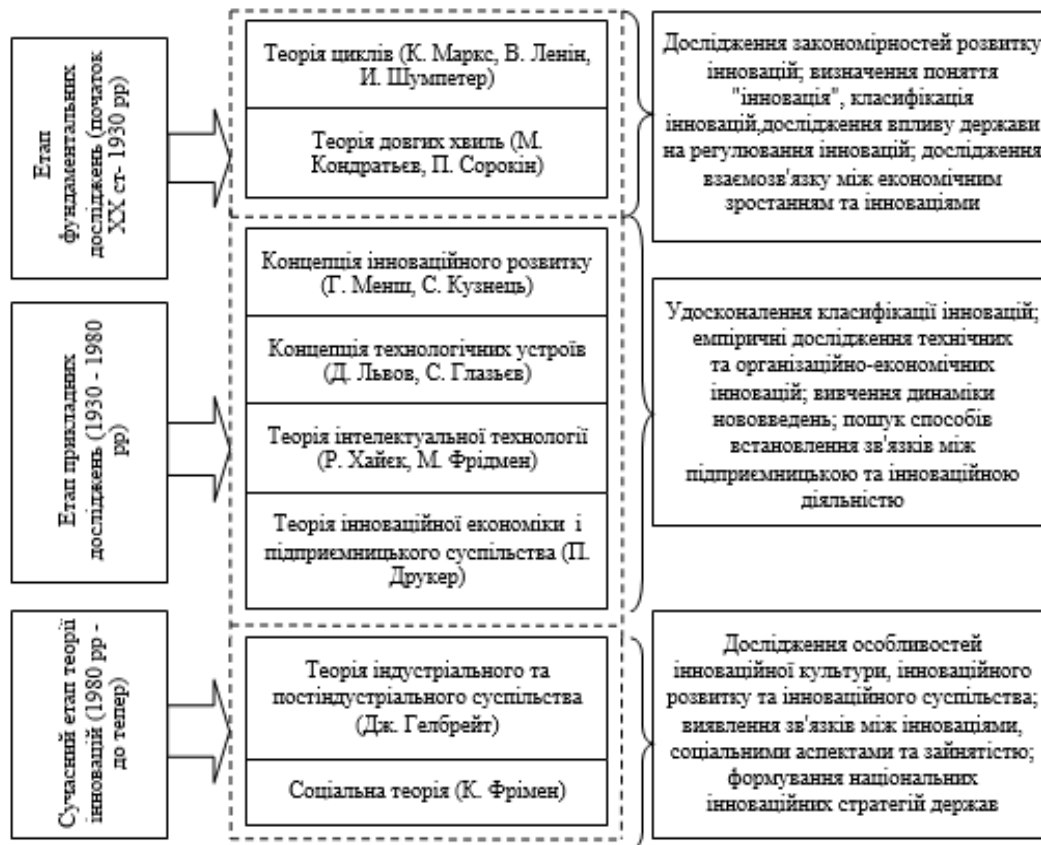 Етап
фундаментальних
досліджень (початок
ХХ ст- 1930 рр)
Теорія циклів (К. Маркс, В. Ленін,
И. Шумпетер)
Теорія довгих хвиль (М.
Кондратьєв, П. Сорокін)
Дослідження закономірностей розвитку
інновацій; визначення поняття
"інновація", класифікація
інновацій,дослідження впливу держави
на регулювання інновацій; дослідження
взаємозв'язку між економічним
зростанням та інноваціями
Етап прикладних
досліджень (1930 - 1980
рр)
Концепція інноваційного розвитку
(Г. Менш, С. Кузнець)
Концепція технологічних устроїв
(Д. Львов, С. Глазьєв)
Теорія інтелектуальної технології
(Р. Хайєк, М. Фрідмен)
Теорія інноваційної економіки і
підприємницького суспільства (П.
Друкер)
Удосконалення класифікації інновацій;
емпіричні дослідження технічних
та організаційно-економічних
інновацій; вивчення динаміки
нововведень; пошук способів
встановлення зв'язків між
підприємницькою та інноваційною
діяльністю
Сучасний етап теорії
інновацій (1980 рр -
до тепер)
Теорія індустріального та
постіндустріального суспільства
(Дж. Гелбрейт)
Соціальна теорія (К. Фрімен)
Дослідження особливостей
інноваційної культури, інноваційного
розвитку та інноваційного суспільства;
виявлення зв'язків між інноваціями,
соціальними аспектами та зайнятістю;
формування національних
інноваційних стратегій держав